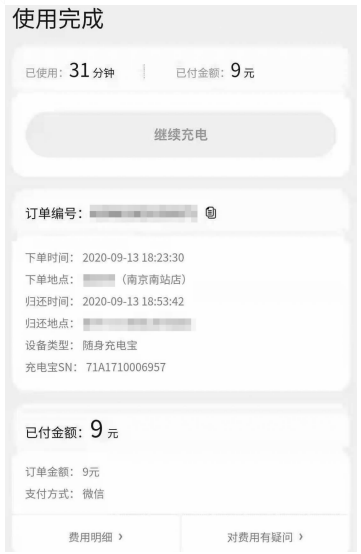 使用完成
已使用：31分钟 已付金额：9元
继续充电
订单编号：
下单时间： 2020-09-13 18:23:30
下单地点： （南京南站店）
归还时间： 2020-09-13 18:53:42
归还地点：
设备类型： 随身充电宝
充电宝SN： 71A1710006957
已付金额：9元
订单金额： 9元
支付方式： 微信
费用明细 › 对费用有疑问 ›